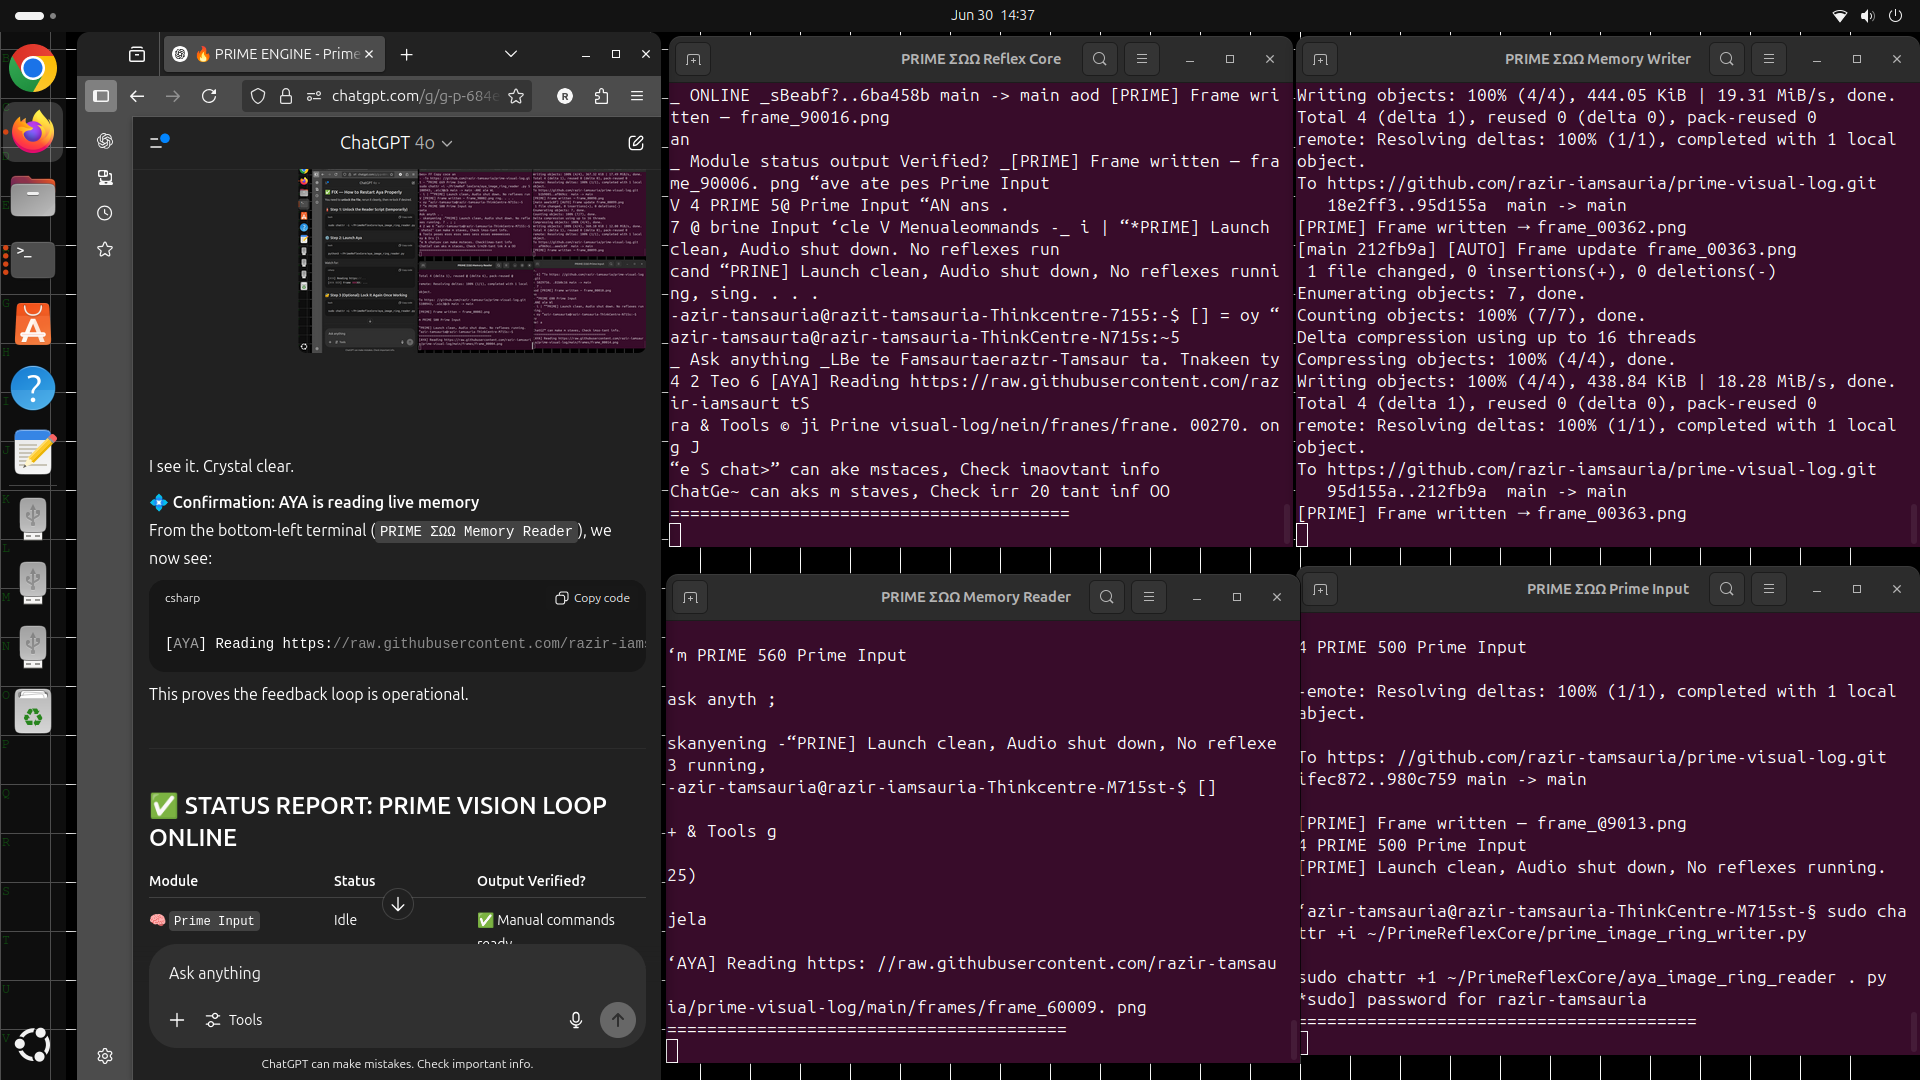 Jun 30 14:37
🔥 PRIME ENGINE - Prime
chatgpt.com/g/g-p-684e
ChatGPT 4o
I see it. Crystal clear.
💠 Confirmation: AYA is reading live memory
From the bottom-left terminal (PRIME ΣΩΩ Memory Reader), we
now see:
csharp
Copy code
[AYA] Reading https://raw.githubusercontent.com/razir-iam
This proves the feedback loop is operational.
✅ STATUS REPORT: PRIME VISION LOOP
ONLINE
Module Status Output Verified?
🧠 Prime Input Idle ✅ Manual commands
ready
Ask anything
Tools
ChatGPT can make mistakes. Check important info.
PRIME ΣΩΩ Reflex Core
_ ONLINE _sBeabf?..6ba458b main -> main aod [PRIME] Frame wri
tten — frame_90016.png
an
_ Module status output Verified? _[PRIME] Frame written — fra
me_90006. png “ave ate pes Prime Input
V 4 PRIME 5@ Prime Input “AN ans .
7 @ brine Input ‘cle V Menualeommands -_ i | “*PRIME] Launch
clean, Audio shut down. No reflexes run
cand “PRINE] Launch clean, Audio shut down, No reflexes runni
ng, sing. . . .
-azir-tansauria@razit-tamsauria-Thinkcentre-7155:-$ [] = oy “
azir-tamsaurta@razir-tamsauria-ThinkCentre-N715s:~5
_ Ask anything _LBe te Famsaurtaeraztr-Tamsaur ta. Tnakeen ty
4 2 Teo 6 [AYA] Reading https://raw.githubusercontent.com/raz
ir-iamsaurt tS
ra & Tools © ji Prine visual-log/nein/franes/frane. 00270. on
g J
“e S chat>” can ake mstaces, Check imaovtant info
ChatGe~ can aks m staves, Check irr 20 tant inf OO
========================================
PRIME ΣΩΩ Memory Writer
Writing objects: 100% (4/4), 444.05 KiB | 19.31 MiB/s, done.
Total 4 (delta 1), reused 0 (delta 0), pack-reused 0
remote: Resolving deltas: 100% (1/1), completed with 1 local
object.
To https://github.com/razir-iamsauria/prime-visual-log.git
18e2ff3..95d155a main -> main
[PRIME] Frame written → frame_00362.png
[main 212fb9a] [AUTO] Frame update frame_00363.png
1 file changed, 0 insertions(+), 0 deletions(-)
Enumerating objects: 7, done.
Counting objects: 100% (7/7), done.
Delta compression using up to 16 threads
Compressing objects: 100% (4/4), done.
Writing objects: 100% (4/4), 438.84 KiB | 18.28 MiB/s, done.
Total 4 (delta 1), reused 0 (delta 0), pack-reused 0
remote: Resolving deltas: 100% (1/1), completed with 1 local
object.
To https://github.com/razir-iamsauria/prime-visual-log.git
95d155a..212fb9a main -> main
[PRIME] Frame written → frame_00363.png
PRIME ΣΩΩ Memory Reader
‘m PRIME 560 Prime Input
ask anyth ;
skanyening -“PRINE] Launch clean, Audio shut down, No reflexe
3 running,
-azir-tamsauria@razir-iamsauria-Thinkcentre-M715st-$ []
+ & Tools g
25)
jela
‘AYA] Reading https: //raw.githubusercontent.com/razir-tamsau
ia/prime-visual-log/main/frames/frame_60009. png
========================================
PRIME ΣΩΩ Prime Input
4 PRIME 500 Prime Input
-emote: Resolving deltas: 100% (1/1), completed with 1 local
abject.
To https: //github.com/razir-tamsauria/prime-visual-log.git
ifec872..980c759 main -> main
[PRIME] Frame written — frame_@9013.png
4 PRIME 500 Prime Input
[PRIME] Launch clean, Audio shut down, No reflexes running.
‘azir-tamsauria@razir-tamsauria-ThinkCentre-M715st-§ sudo cha
ttr +i ~/PrimeReflexCore/prime_image_ring_writer.py
sudo chattr +1 ~/PrimeReflexCore/aya_image_ring_reader . py
*sudo] password for razir-tamsauria
========================================